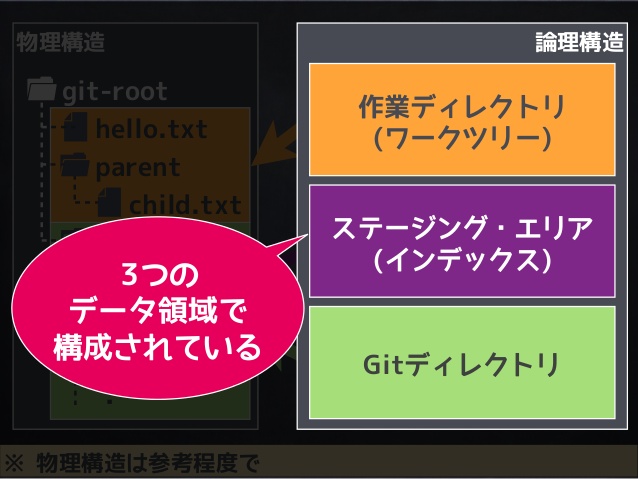 物理構造
git-root
hello.txt
parent
child.txt
論理構造
作業ディレクトリ
(ワークツリー)
ステージング・エリア
(インデックス)
Gitディレクトリ
3つの
データ領域で
構成されている
※ 物理構造は参考程度で